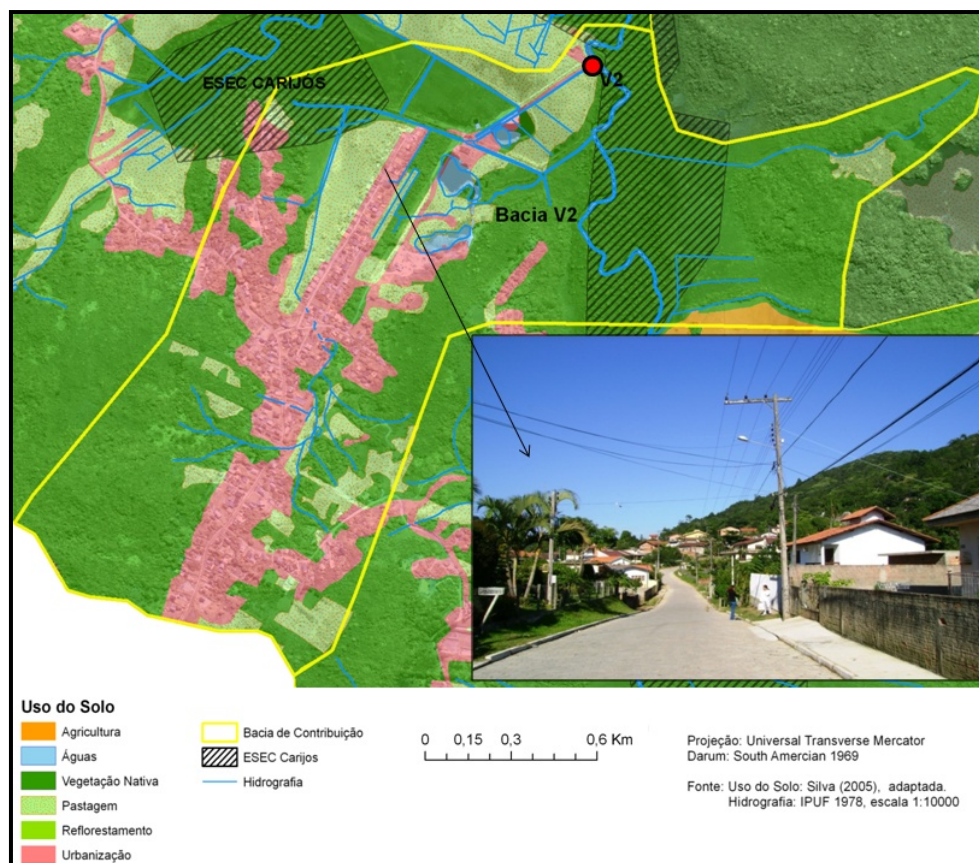 ESEC CARIJÓS
V2
Bacia V2
Uso do Solo
Agricultura
Águas
Vegetação Nativa
Pastagem
Reflorestamento
Urbanização
Bacia de Contribuição
ESEC Carijos
Hidrografia
0 0,15 0,3 0,6 Km
Projeção: Universal Transverse Mercator
Darum: South Amercian 1969
Fonte: Uso do Solo: Silva (2005), adaptada.
Hidrografia: IPUF 1978, escala 1:10000